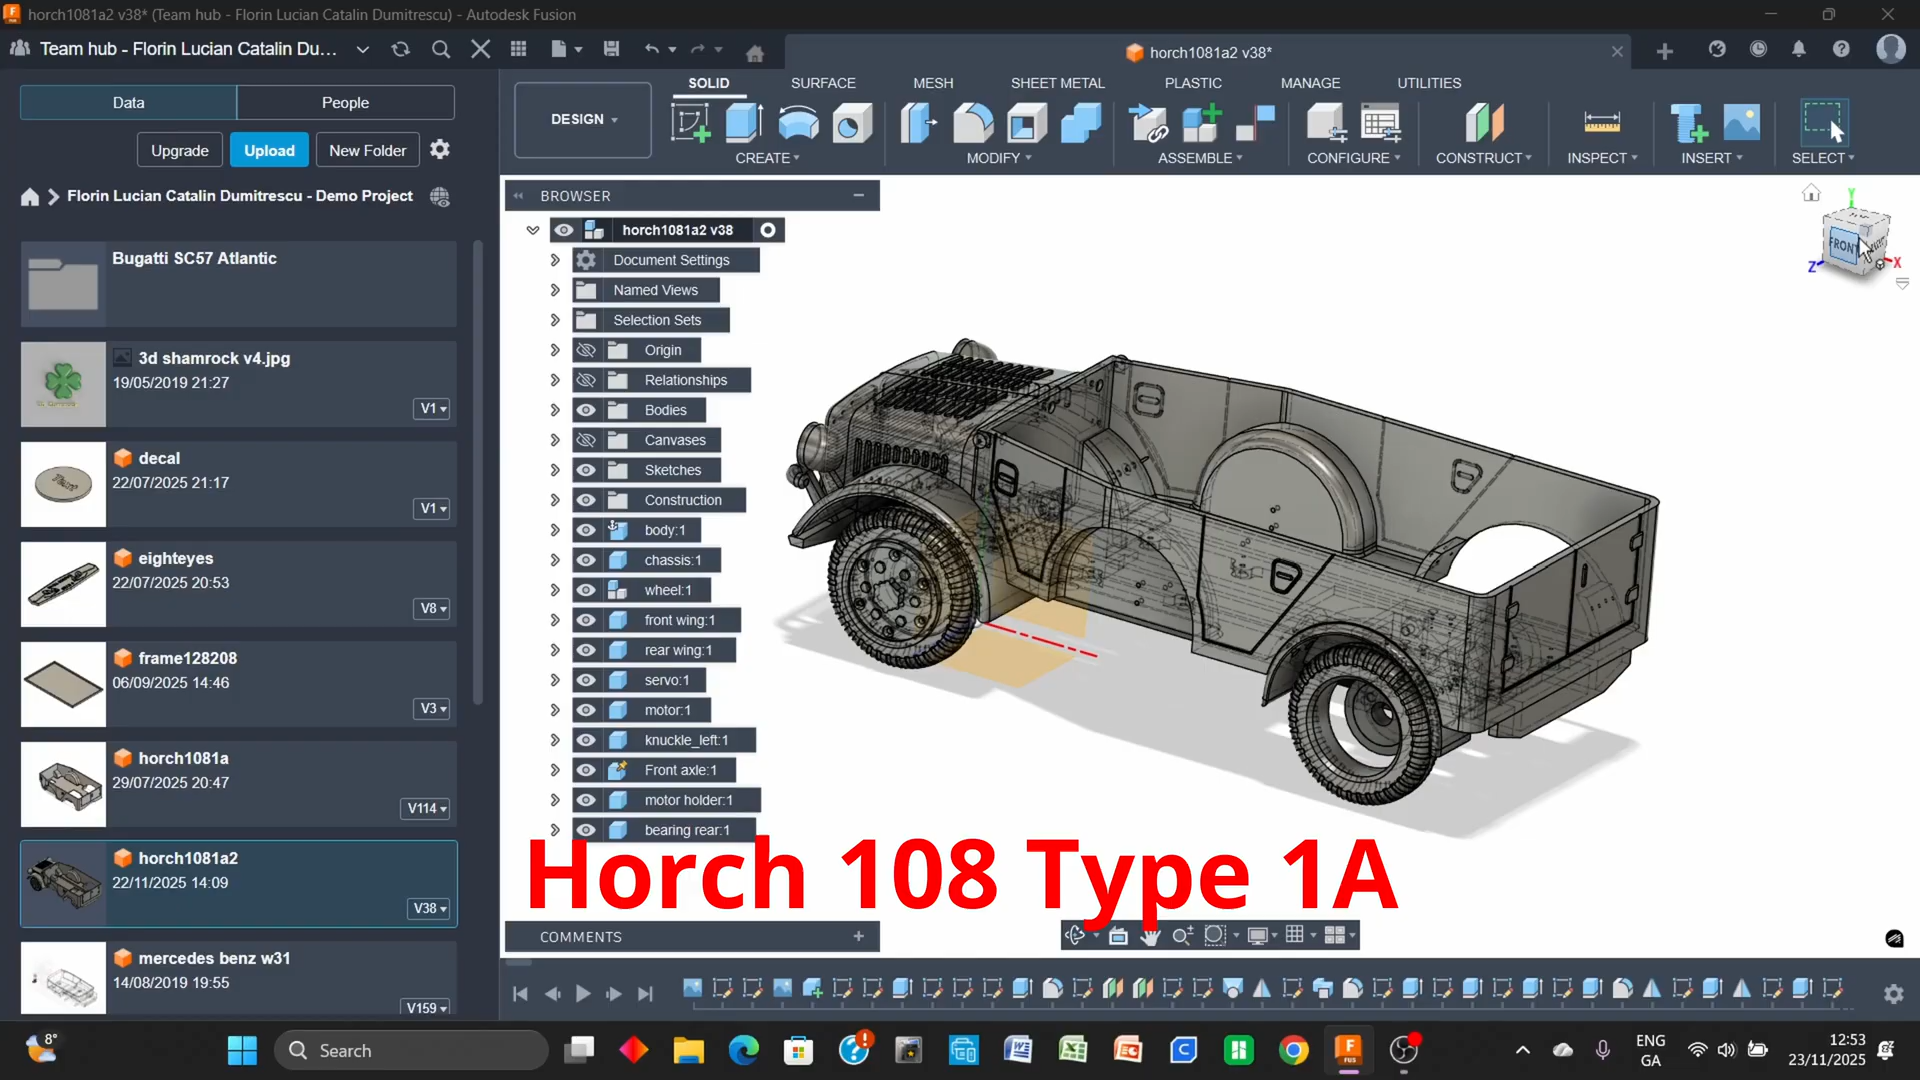 horch1081a2 v38* (Team hub - Florin Lucian Catalin Dumitrescu) - Autodesk Fusion
Team hub - Florin Lucian Catalin Du...
horch1081a2 v38*
Data
People
Upgrade
Upload
New Folder
Florin Lucian Catalin Dumitrescu - Demo Project
Bugatti SC57 Atlantic
3d shamrock v4.jpg
19/05/2019 21:27
V1
decal
22/07/2025 21:17
V1
eighteyes
22/07/2025 20:53
V8
frame128208
06/09/2025 14:46
V3
horch1081a
29/07/2025 20:47
V114
horch1081a2
22/11/2025 14:09
V38
mercedes benz w31
14/08/2019 19:55
V159
DESIGN
SOLID
SURFACE
MESH
SHEET METAL
PLASTIC
MANAGE
UTILITIES
CREATE
MODIFY
ASSEMBLE
CONFIGURE
CONSTRUCT
INSPECT
INSERT
SELECT
BROWSER
horch1081a2 v38
Document Settings
Named Views
Selection Sets
Origin
Relationships
Bodies
Canvases
Sketches
Construction
body:1
chassis:1
wheel:1
front wing:1
rear wing:1
servo:1
motor:1
knuckle_left:1
Front axle:1
motor holder:1
bearing rear:1
Y
FRONT
Z
X
Horch 108 Type 1A
COMMENTS
8°
Search
ENG
GA
12:53
23/11/2025